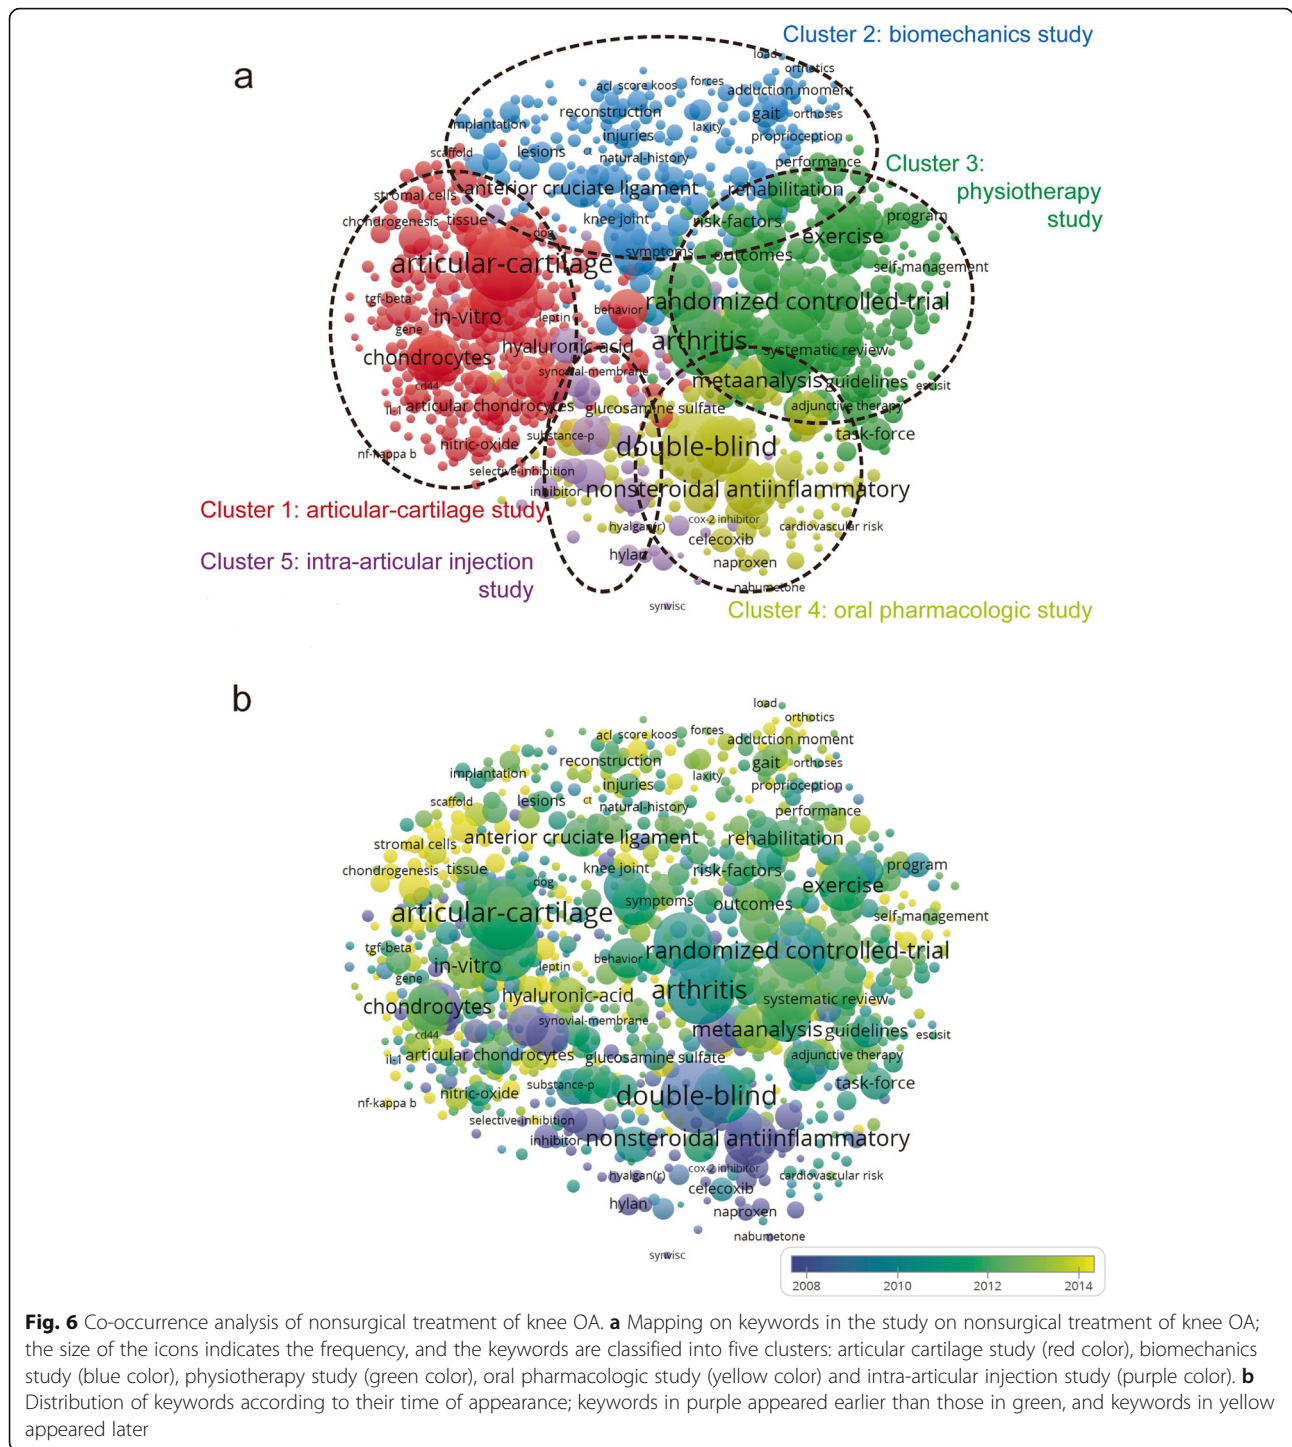 Cluster 2: biomechanics study
a
load
orthotics
acl score koos forces
adduction moment
reconstruction
gait orthoses
implantation
laxity
injuries
proprioception
scaffold
lesions ct
natural-history
performance
Cluster 3:
physiotherapy
study
stromal cells
anterior cruciate ligament
rehabilitation
chondrogenesis tissue
knee joint
risk-factors
program
dog
exercise
symptoms
outcomes
articular-cartilage
self-management
tgf-beta
randomized controlled-trial
in-vitro
leptin
behavior
gene
arthritis
hyaluronic-acid
systematic review
chondrocytes
synovial-membrane
metaanalysis guidelines
cd44
escisit
il-1 articular chondrocytes
glucosamine sulfate
adjunctive therapy
substance-p
task-force
nitric-oxide
double-blind
nf-kappa b
selective-inhibition
inhibitor nonsteroidal antiinflammatory
Cluster 1: articular-cartilage study
cox-2 inhibitor
hyalgan(r)
cardiovascular risk
celecoxib
Cluster 5: intra-articular injection
study
hylan
naproxen
nabumetone
synvisc
Cluster 4: oral pharmacologic study
b
load
orthotics
acl score koos forces
adduction moment
reconstruction
gait orthoses
implantation
laxity
injuries
proprioception
scaffold
lesions ct
natural-history
performance
stromal cells
anterior cruciate ligament
rehabilitation
chondrogenesis tissue
knee joint
risk-factors
program
dog
exercise
symptoms
outcomes
articular-cartilage
self-management
tgf-beta
randomized controlled-trial
in-vitro
leptin
behavior
gene
arthritis
hyaluronic-acid
systematic review
chondrocytes
synovial-membrane
metaanalysis guidelines
cd44
escisit
il-1 articular chondrocytes
glucosamine sulfate
adjunctive therapy
substance-p
task-force
nitric-oxide
double-blind
nf-kappa b
selective-inhibition
inhibitor nonsteroidal antiinflammatory
cox-2 inhibitor
hyalgan(r)
cardiovascular risk
celecoxib
hylan
naproxen
nabumetone
synvisc
2008 2010 2012 2014
Fig. 6 Co-occurrence analysis of nonsurgical treatment of knee OA. a Mapping on keywords in the study on nonsurgical treatment of knee OA;
the size of the icons indicates the frequency, and the keywords are classified into five clusters: articular cartilage study (red color), biomechanics
study (blue color), physiotherapy study (green color), oral pharmacologic study (yellow color) and intra-articular injection study (purple color). b
Distribution of keywords according to their time of appearance; keywords in purple appeared earlier than those in green, and keywords in yellow
appeared later